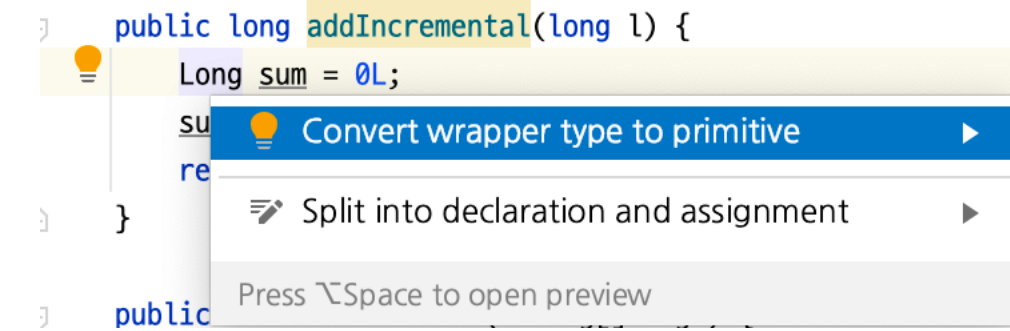 public long addIncremental(long l) {
Long sum = 0L;
su
Convert wrapper type to primitive
re
Split into declaration and assignment
}
Press ⌥Space to open preview
public